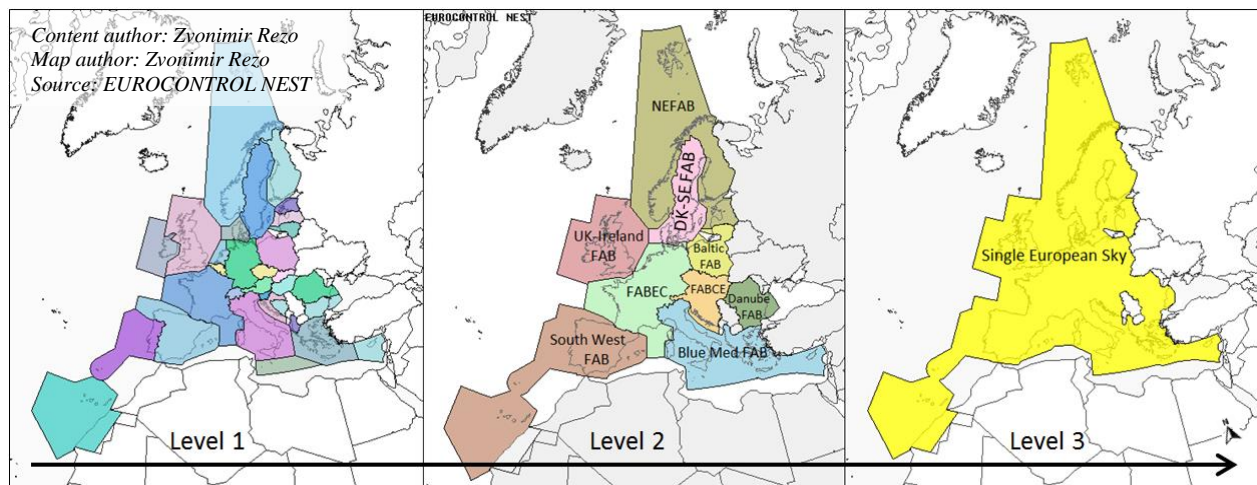 Content author: Zvonimir Rezo
Map author: Zvonimir Rezo
Source: EUROCONTROL NEST
Level 1
EUROCONTROL NEST
NEFAB
DK-SEFAB
UK-Ireland
FAB
Baltic
FAB
FABEC
FABCE
Danube
FAB
South West
FAB
Blue Med FAB
Level 2
Single European Sky
Level 3